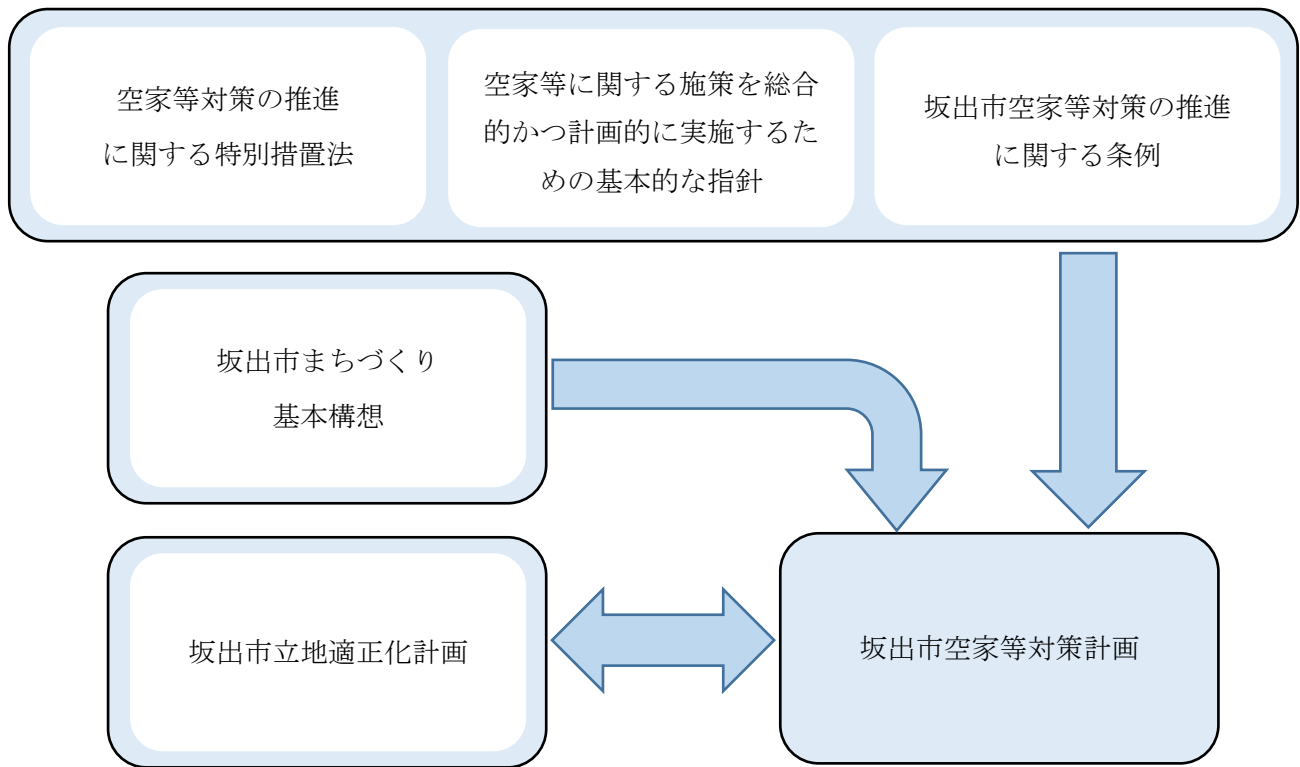 空家等対策の推進
に関する特別措置法
空家等に関する施策を総合
的かつ計画的に実施するた
めの基本的な指針
坂出市空家等対策の推進
に関する条例
坂出市まちづくり
基本構想
坂出市立地適正化計画
坂出市空家等対策計画